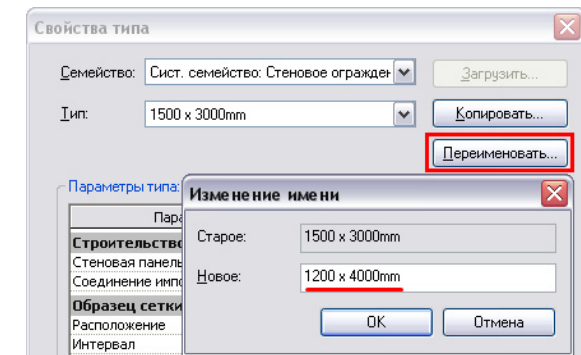 Свойства типа
Семейство: Сист. семейство: Стеновое огражден Загрузить...
Тип: 1500 x 3000mm Копировать...
Переименовать...
Параметры типа:
Изменение имени
Пара
Старое: 1500 x 3000mm
Строительство
Стеновая панель
Новое: 1200 x 4000mm
Соединение импо
Образец сетки
OK Отмена
Расположение
Интервал